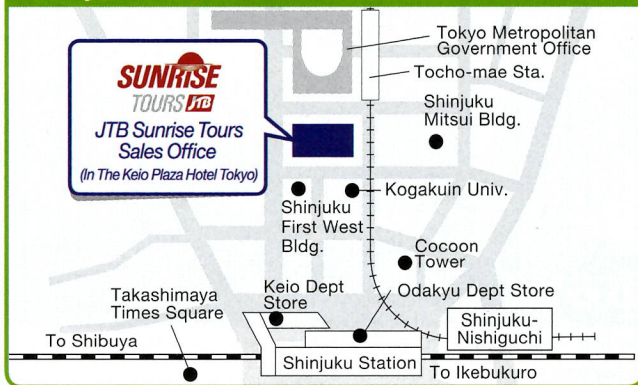 Tokyo Metropolitan
Government Office
Tocho-mae Sta.
SUNRISE
TOURS JTB
JTB Sunrise Tours
Sales Office
(In The Keio Plaza Hotel Tokyo)
Shinjuku
Mitsui Bldg.
Kogakuin Univ.
Shinjuku
First West
Bldg.
Cocoon
Tower
Takashimaya
Times Square
Keio Dept
Store
Odakyu Dept Store
Shinjuku-
Nishiguchi
To Shibuya
Shinjuku Station
To Ikebukuro